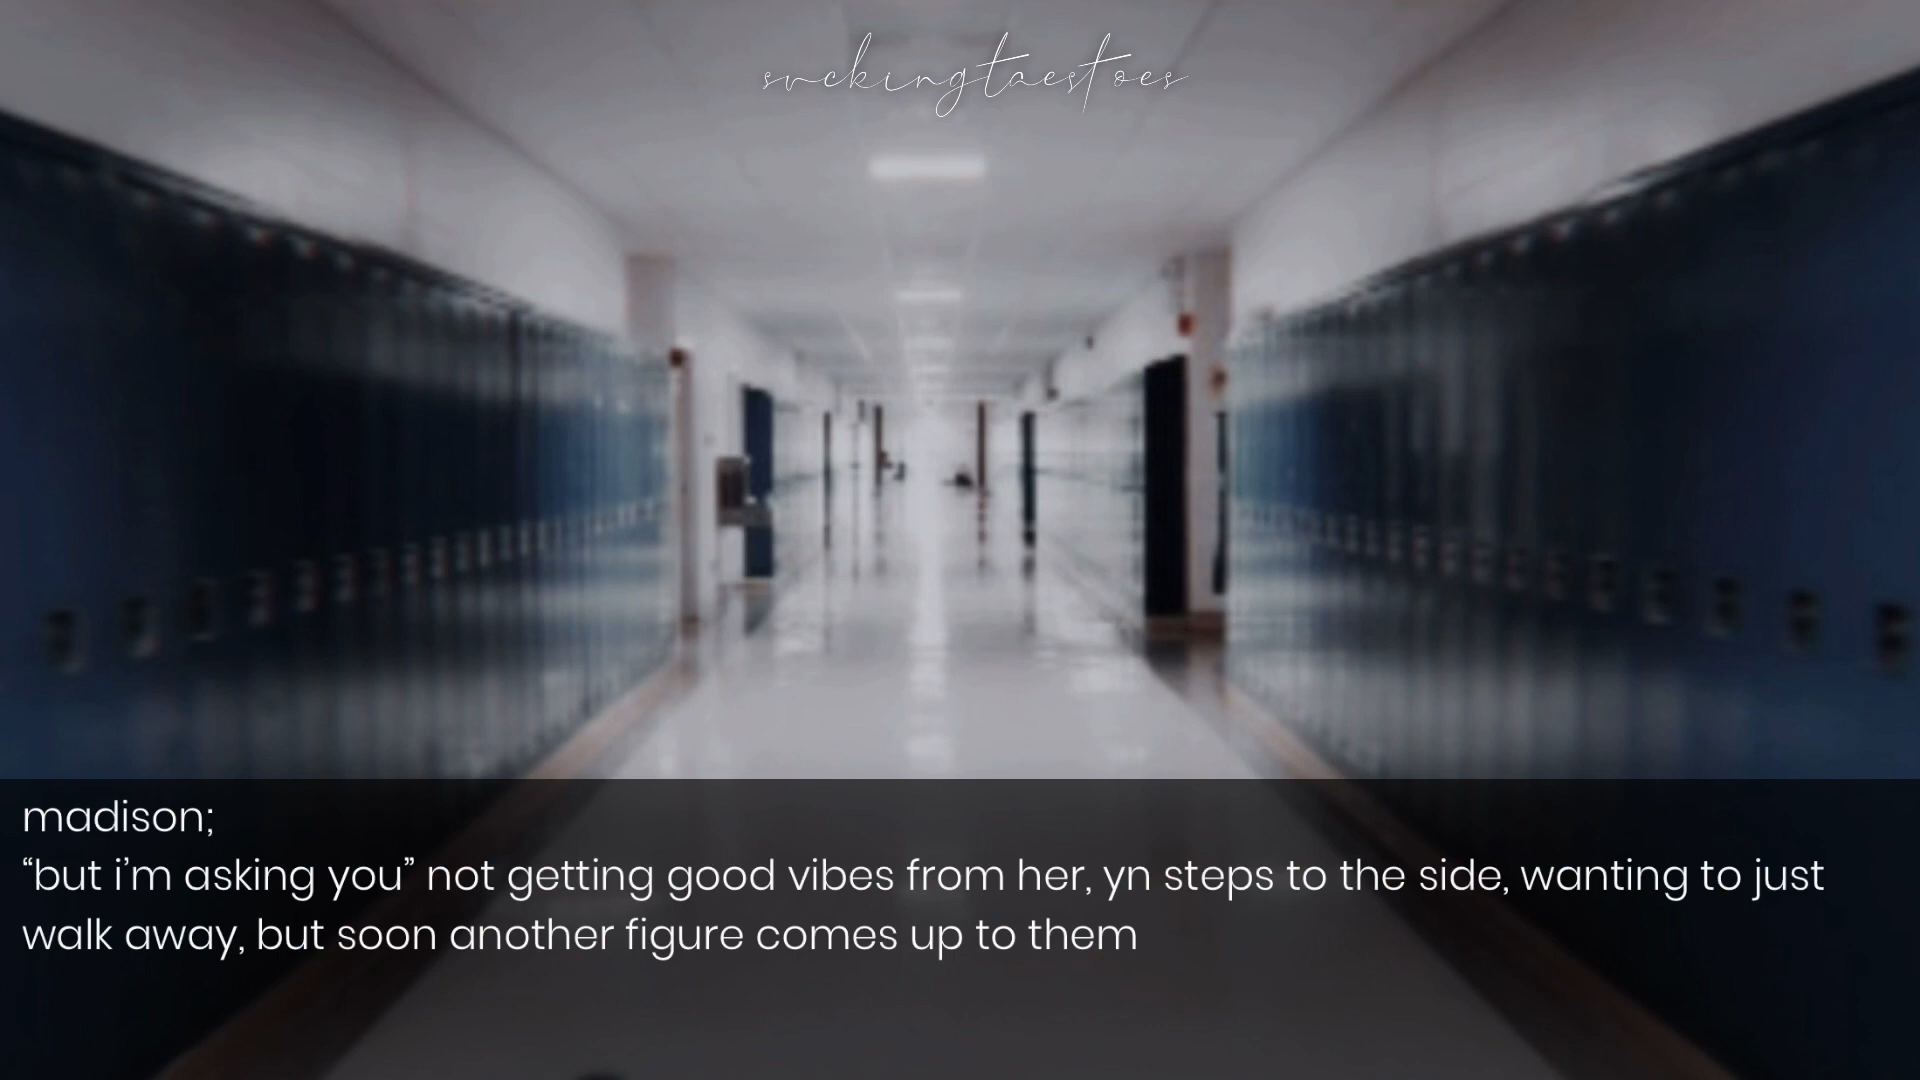 svckingtaestoes
madison;
“but i’m asking you” not getting good vibes from her, yn steps to the side, wanting to just
walk away, but soon another figure comes up to them